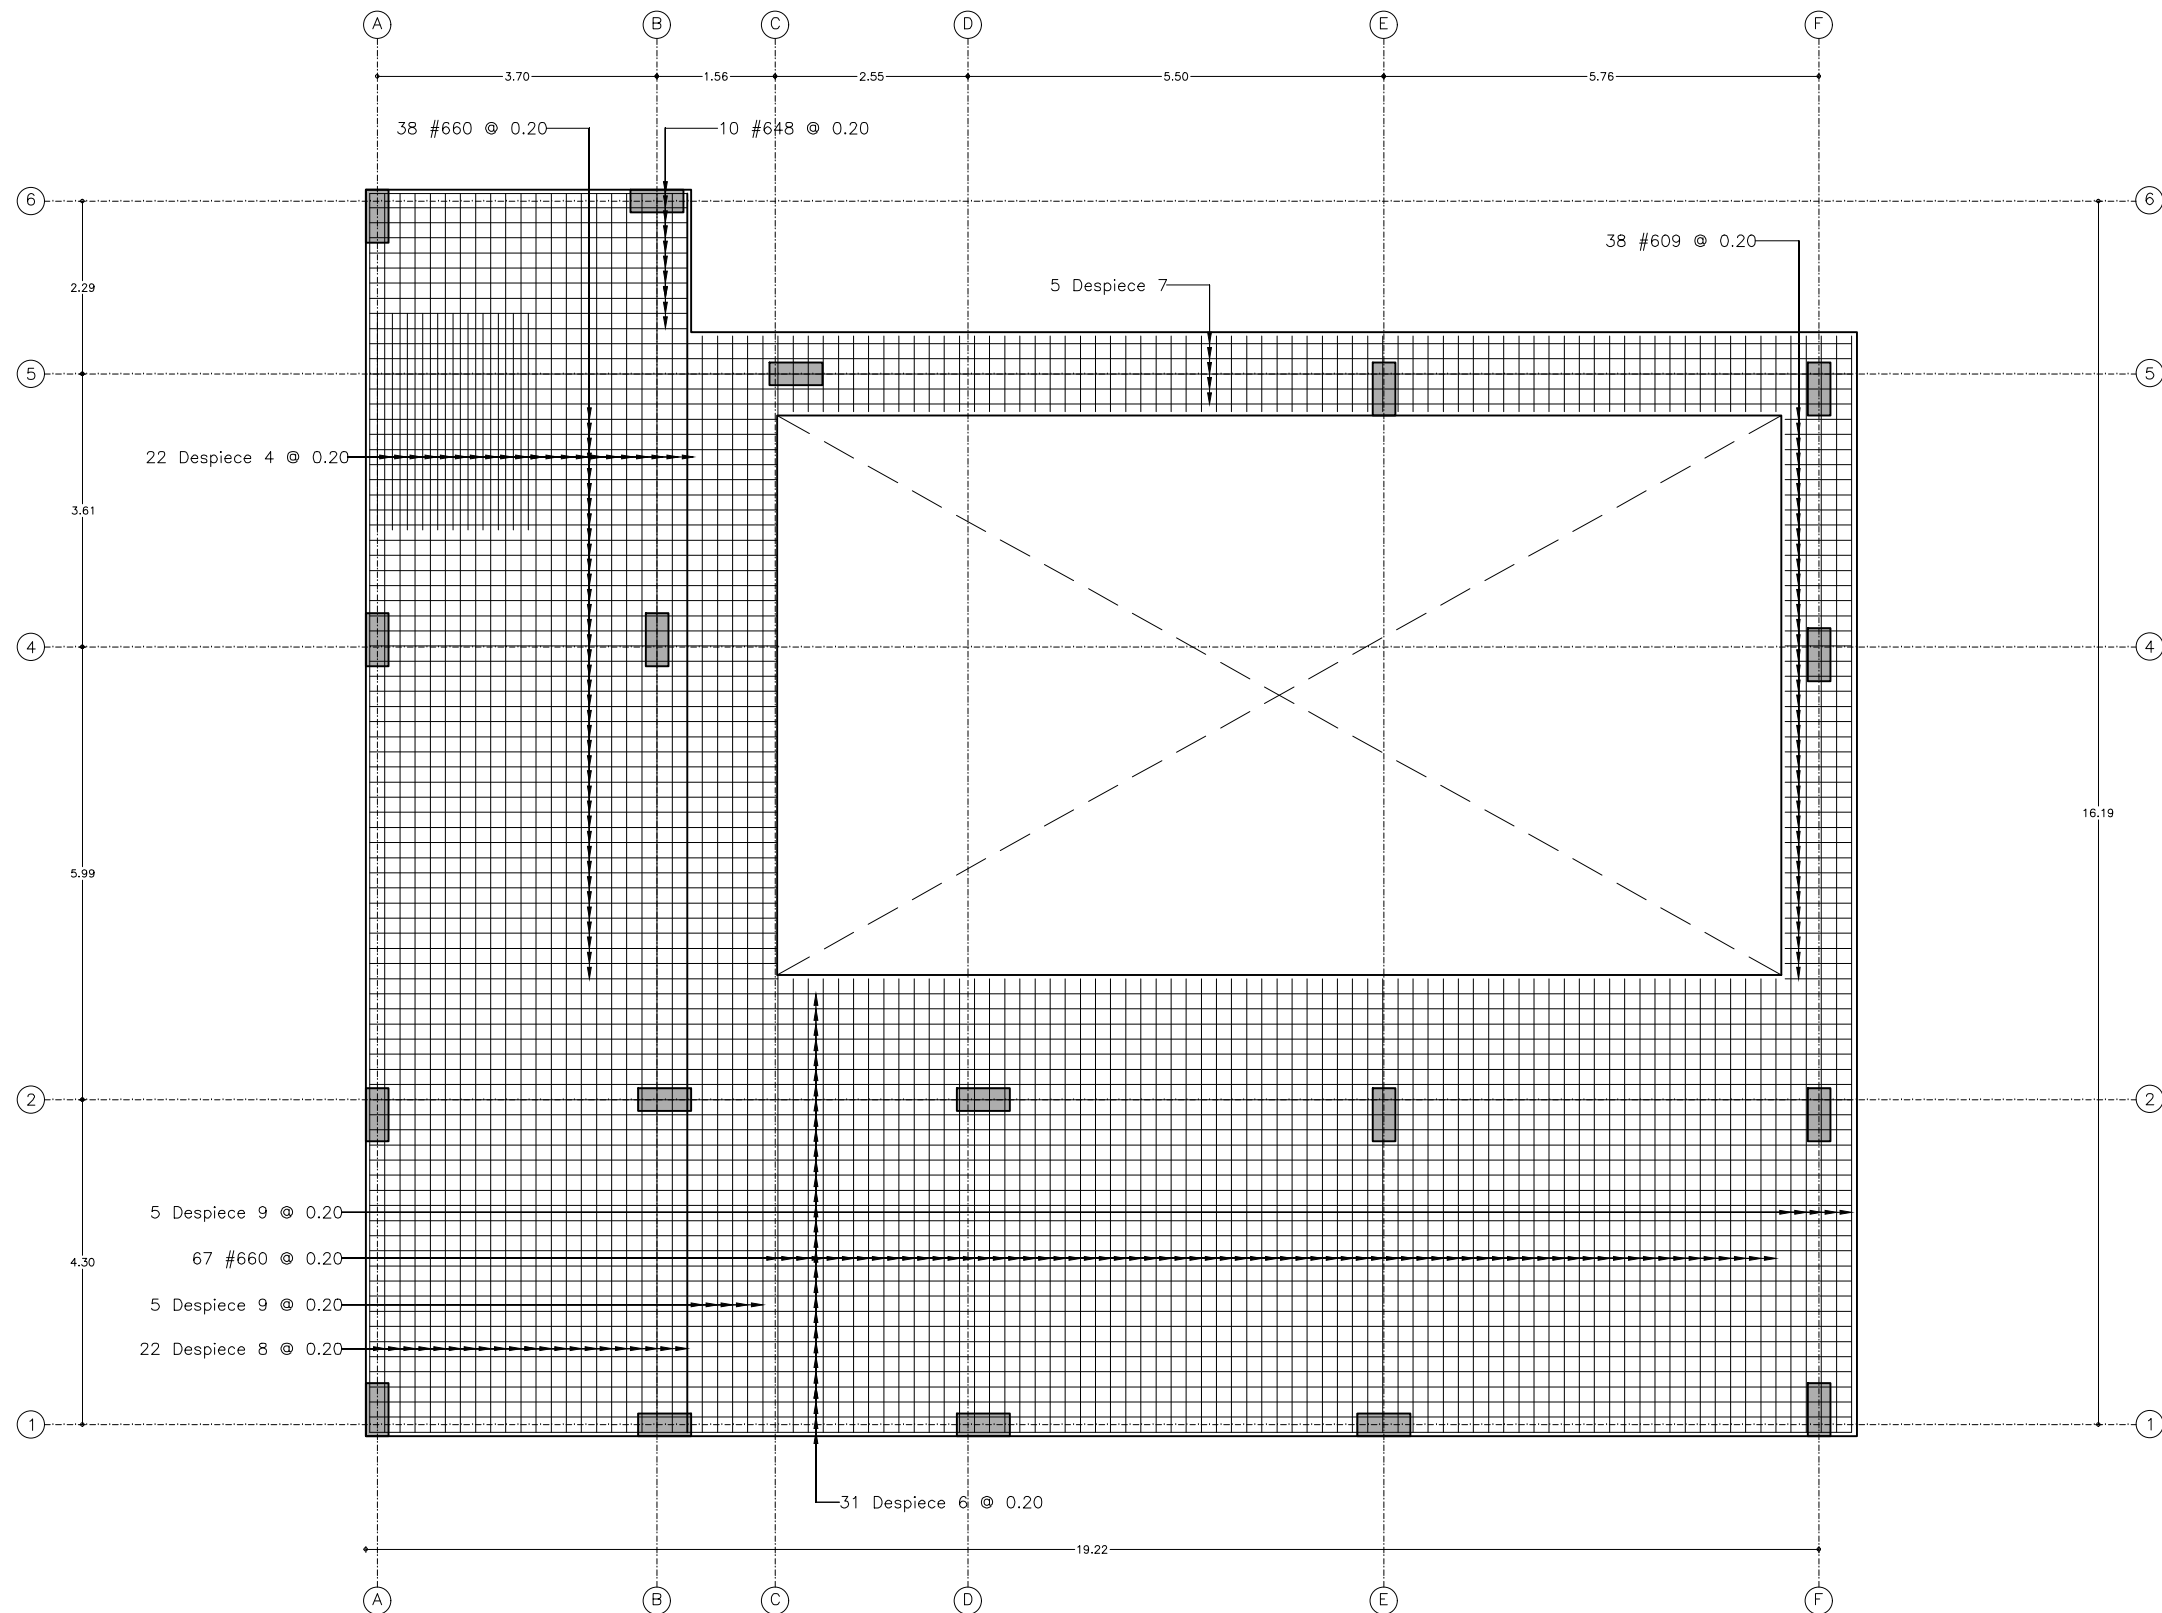 A B C D E F
3.70 1.56 2.55 5.50 5.76
38 #660 @ 0.20 10 #648 @ 0.20
6 6
38 #609 @ 0.20
5 Despiece 7
2.29
5 5
22 Despiece 4 @ 0.20
3.61
4 4
16.19
5.99
2 2
5 Despiece 9 @ 0.20
67 #660 @ 0.20
4.30
5 Despiece 9 @ 0.20
22 Despiece 8 @ 0.20
1 1
31 Despiece 6 @ 0.20
19.22
A B C D E F